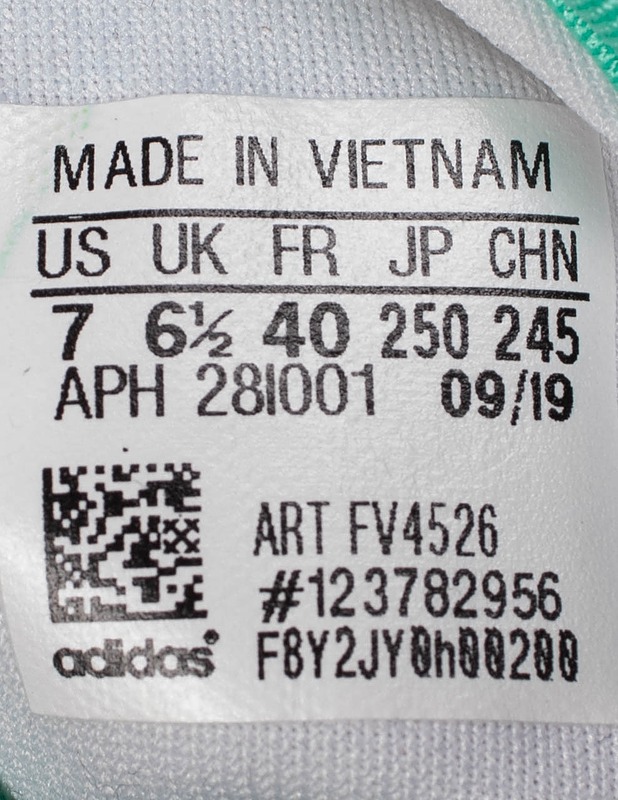 MADE IN VIETNAM
US UK FR JP CHN
7 6½ 40 250 245
APH 28I001 09/19
ART FV4526
#123782956
adidas® F8Y2JY0h00200